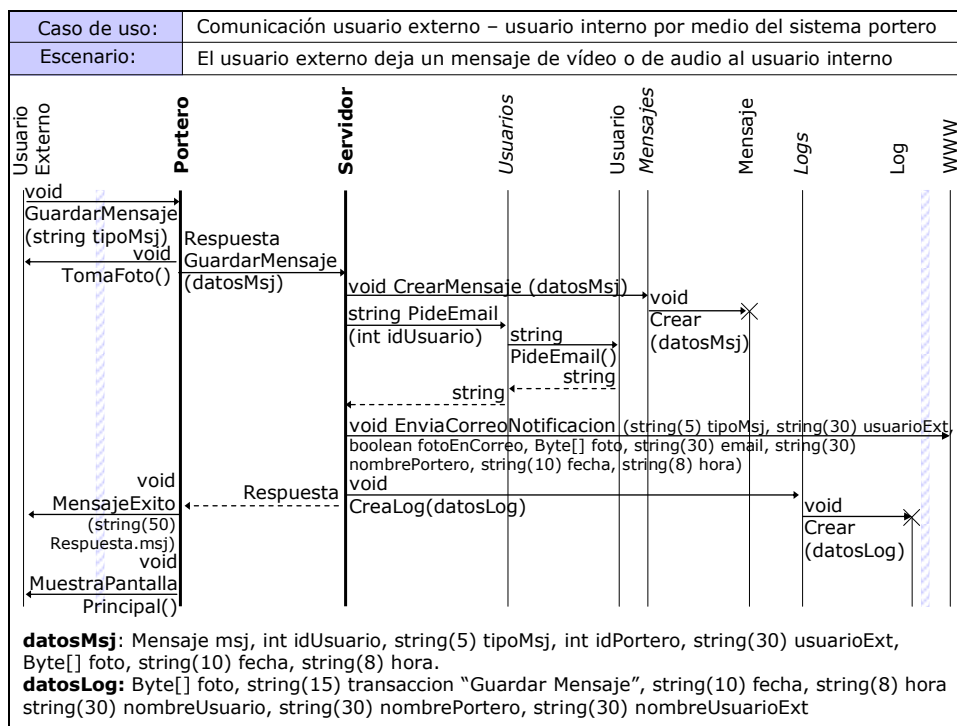 Caso de uso: Comunicación usuario externo – usuario interno por medio del sistema portero
Escenario: El usuario externo deja un mensaje de vídeo o de audio al usuario interno
Usuario
Externo
Portero
Servidor
Usuarios
Usuario
Mensajes
Mensaje
Logs
Log
WWW
void
GuardarMensaje
(string tipoMsj)
void
TomaFoto()
Respuesta
GuardarMensaje
(datosMsj)
void CrearMensaje (datosMsj)
void
Crear
(datosMsj)
string PideEmail
(int idUsuario)
string
PideEmail()
string
string
void EnviaCorreoNotificacion (string(5) tipoMsj, string(30) usuarioExt,
boolean fotoEnCorreo, Byte[] foto, string(30) email, string(30)
nombrePortero, string(10) fecha, string(8) hora)
void
CreaLog(datosLog)
Respuesta
void
Crear
(datosLog)
void
MensajeExito
(string(50)
Respuesta.msj)
void
MuestraPantalla
Principal()
datosMsj: Mensaje msj, int idUsuario, string(5) tipoMsj, int idPortero, string(30) usuarioExt,
Byte[] foto, string(10) fecha, string(8) hora.
datosLog: Byte[] foto, string(15) transaccion “Guardar Mensaje”, string(10) fecha, string(8) hora
string(30) nombreUsuario, string(30) nombrePortero, string(30) nombreUsuarioExt